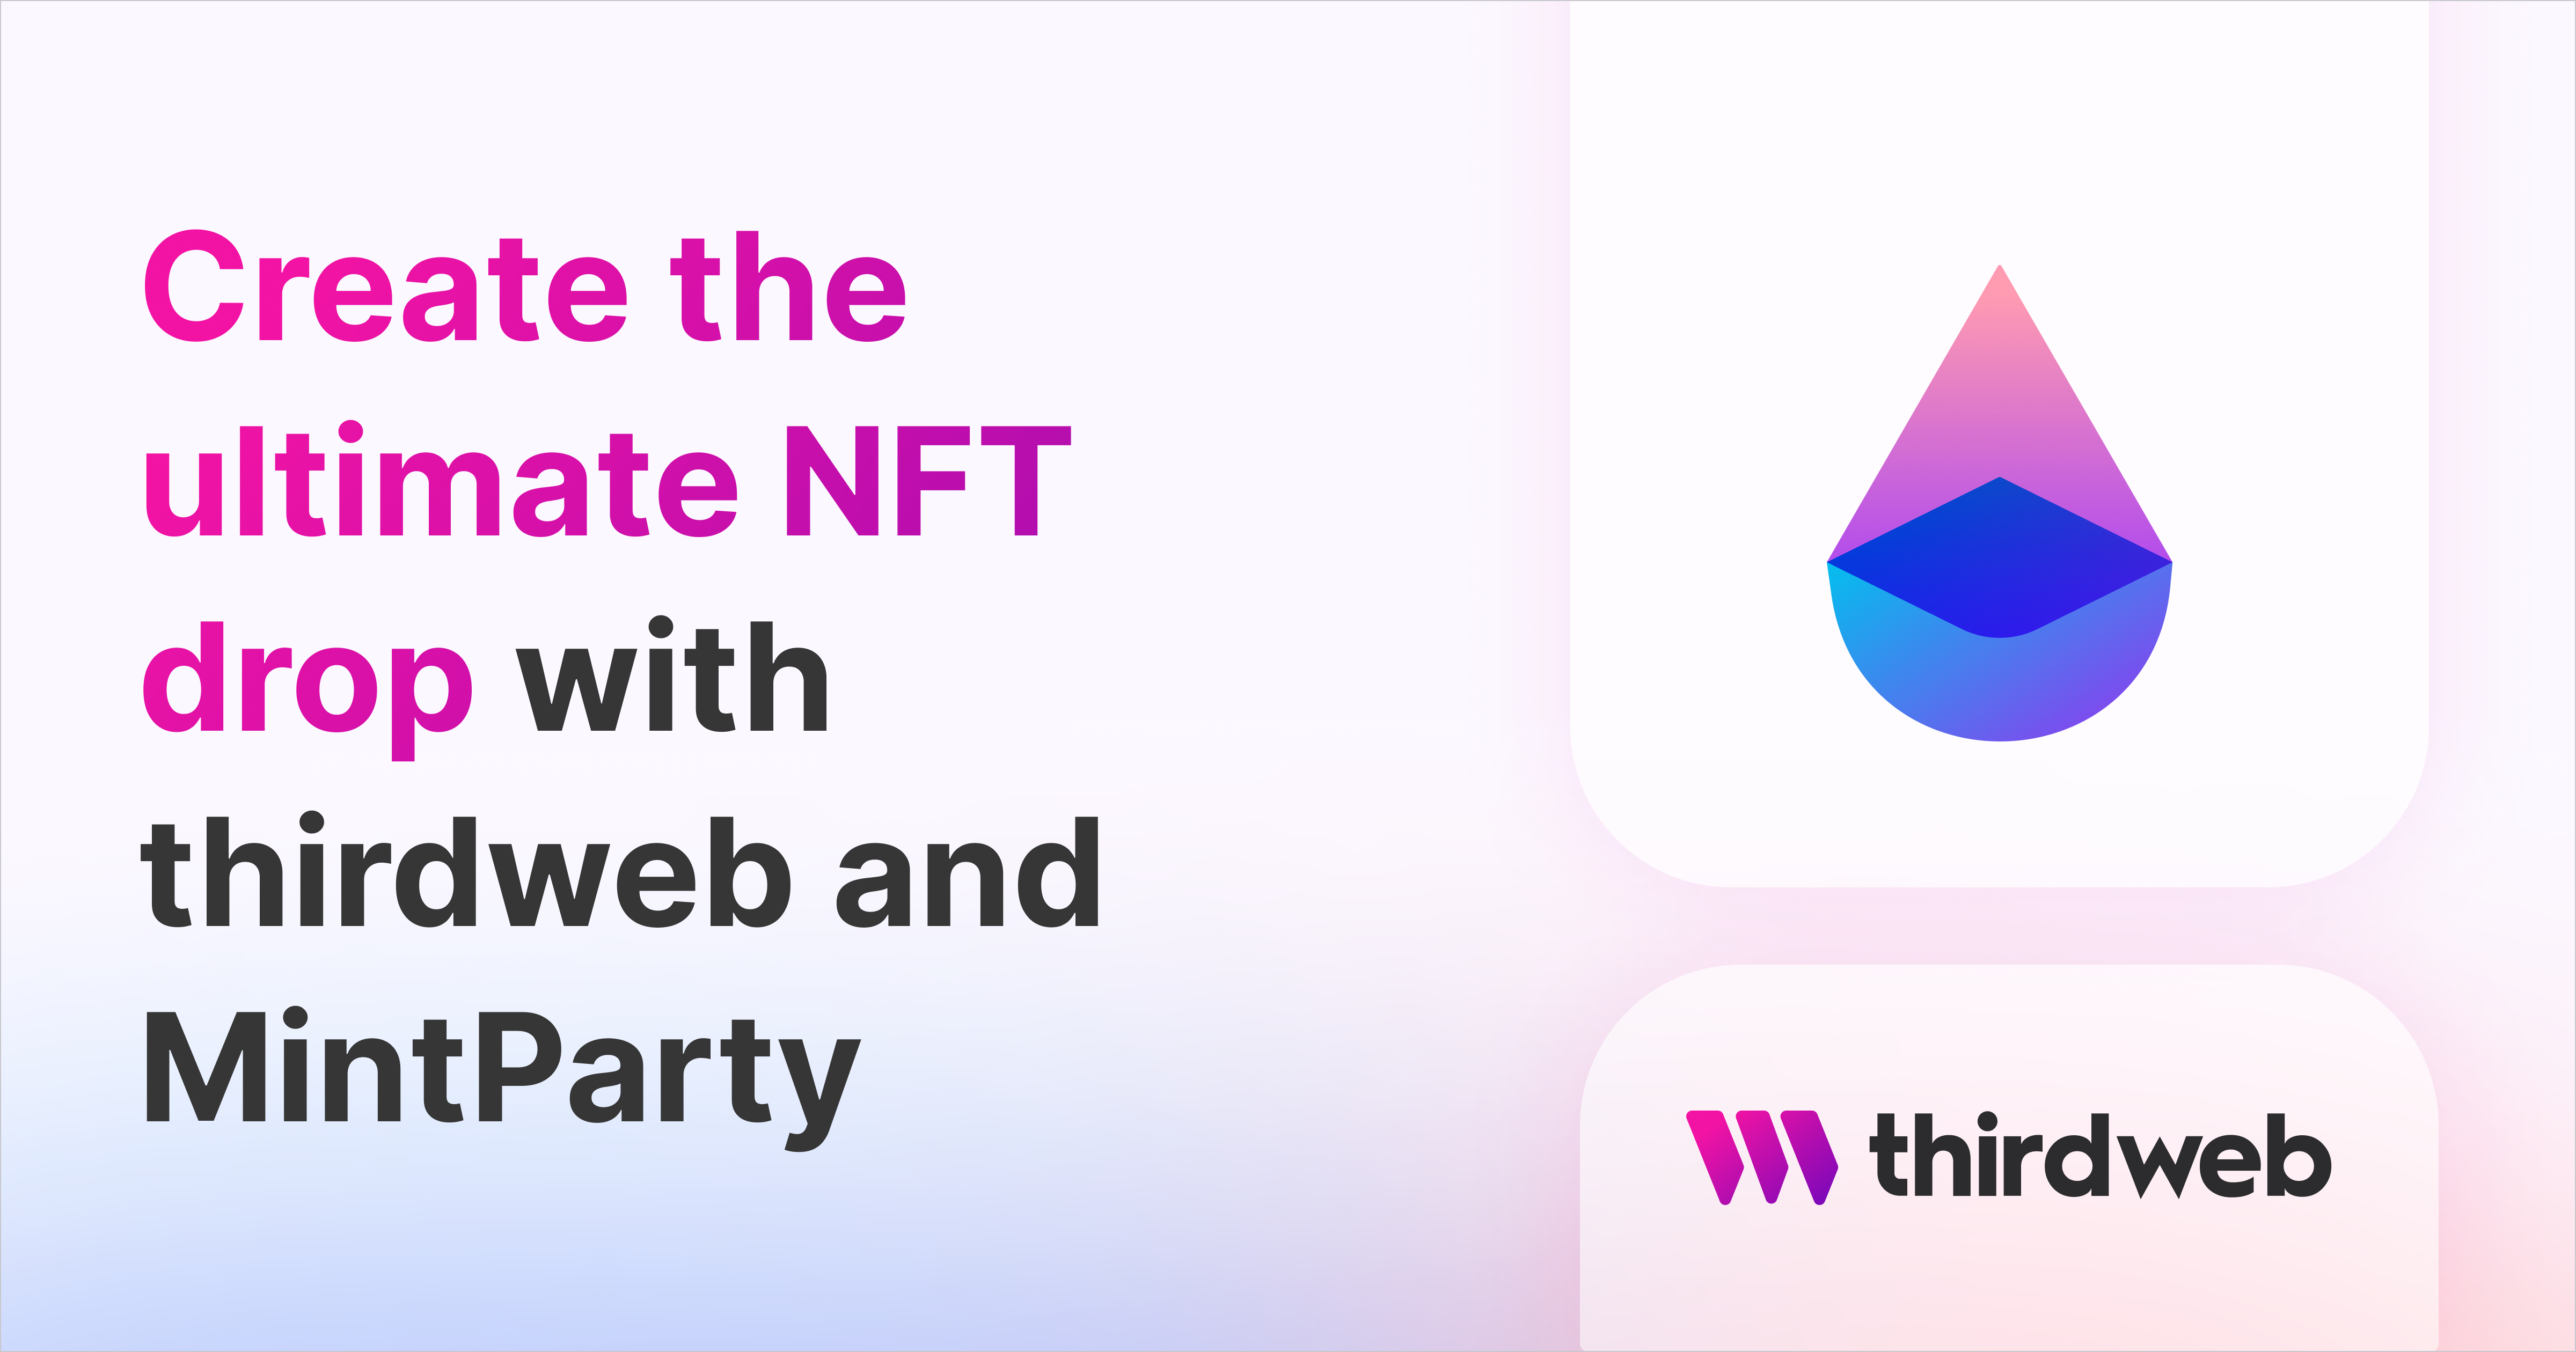 Create the
ultimate NFT
drop with
thirdweb and
MintParty
thirdweb